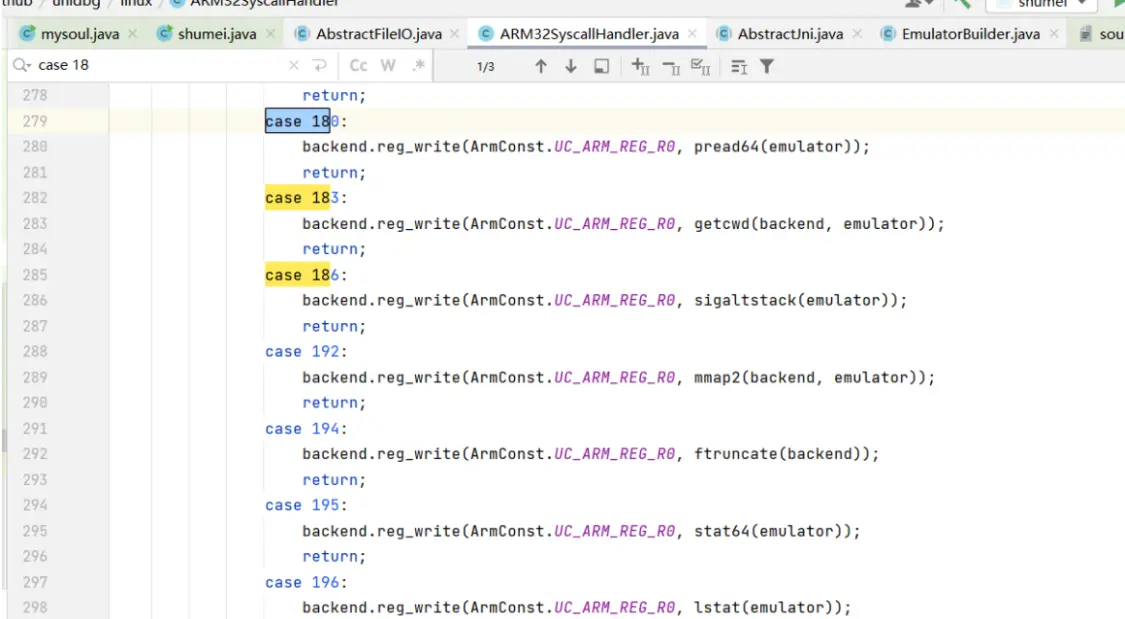 unidbg linux ARM32SyscallHandler shumei
mysoul.java shumei.java AbstractFileIO.java ARM32SyscallHandler.java AbstractJni.java EmulatorBuilder.java sou
case 18 Cc W .* 1/3
278 return;
279 case 180:
280 backend.reg_write(ArmConst.UC_ARM_REG_R0, pread64(emulator));
281 return;
282 case 183:
283 backend.reg_write(ArmConst.UC_ARM_REG_R0, getcwd(backend, emulator));
284 return;
285 case 186:
286 backend.reg_write(ArmConst.UC_ARM_REG_R0, sigaltstack(emulator));
287 return;
288 case 192:
289 backend.reg_write(ArmConst.UC_ARM_REG_R0, mmap2(backend, emulator));
290 return;
291 case 194:
292 backend.reg_write(ArmConst.UC_ARM_REG_R0, ftruncate(backend));
293 return;
294 case 195:
295 backend.reg_write(ArmConst.UC_ARM_REG_R0, stat64(emulator));
296 return;
297 case 196:
298 backend.reg_write(ArmConst.UC_ARM_REG_R0, lstat(emulator));